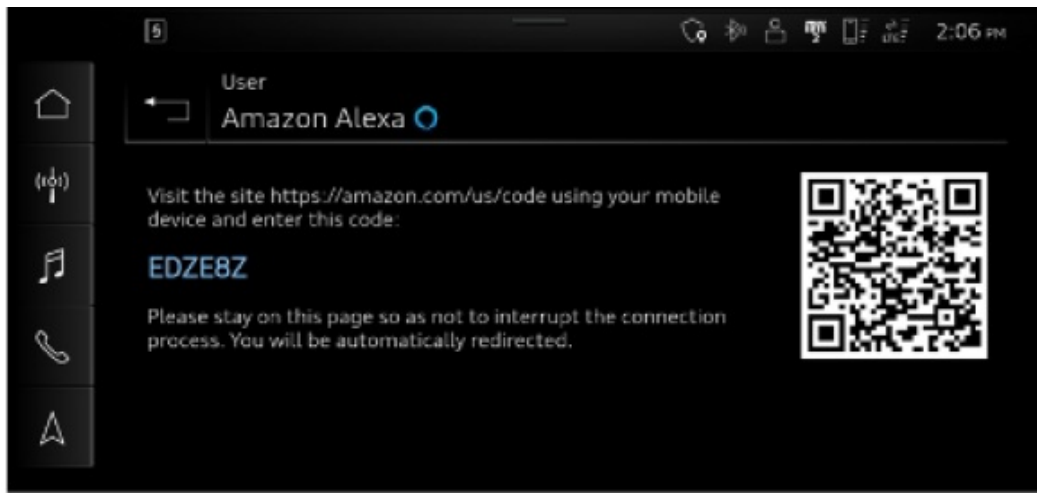 2:06 PM
User
Amazon Alexa
Visit the site https://amazon.com/us/code using your mobile
device and enter this code:
EDZE8Z
Please stay on this page so as not to interrupt the connection
process. You will be automatically redirected.